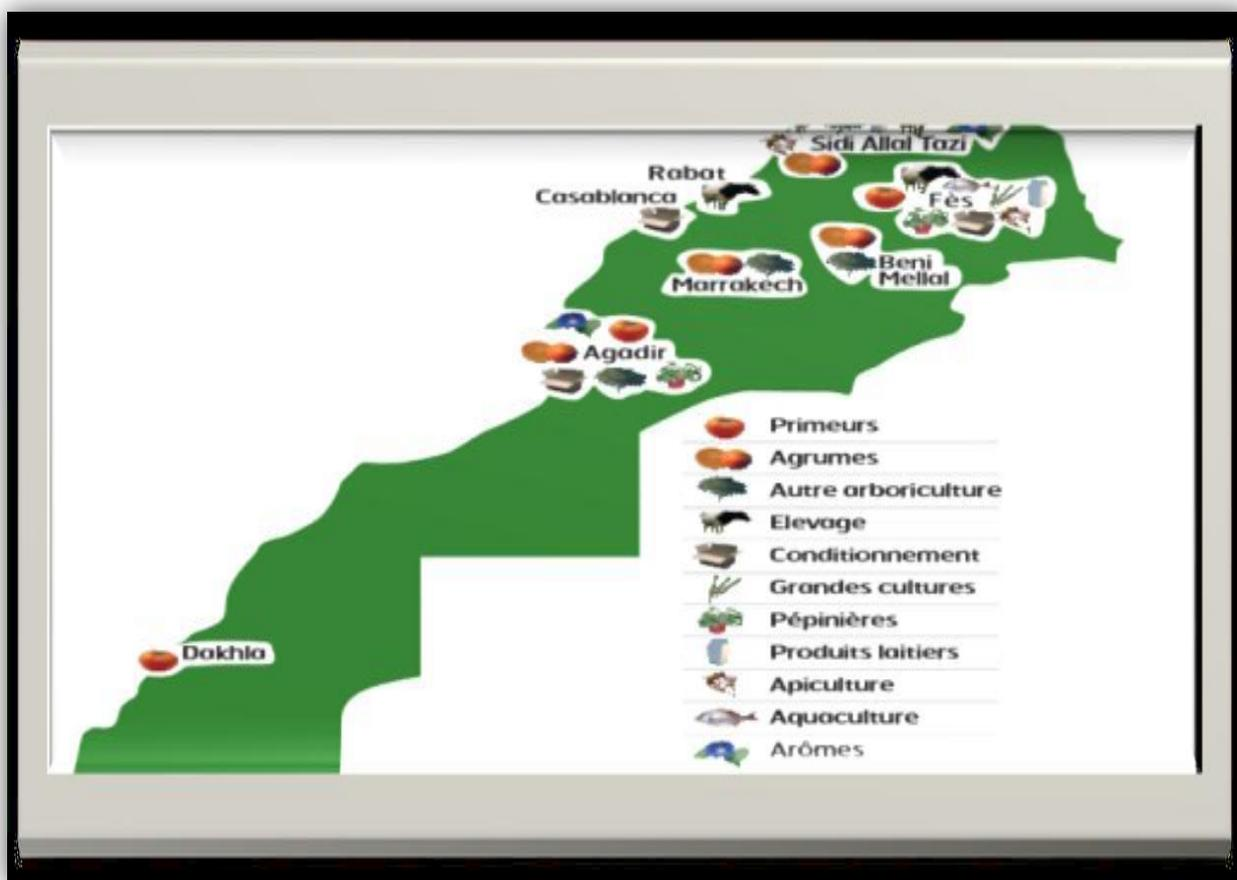 Sidi Allal Tazi
Rabat
Casablanca
Fès
Beni
Mellal
Marrakech
Agadir
Dakhla
Primeurs
Agrumes
Autre arboriculture
Elevage
Conditionnement
Grandes cultures
Pépinières
Produits laitiers
Apiculture
Aquaculture
Arômes